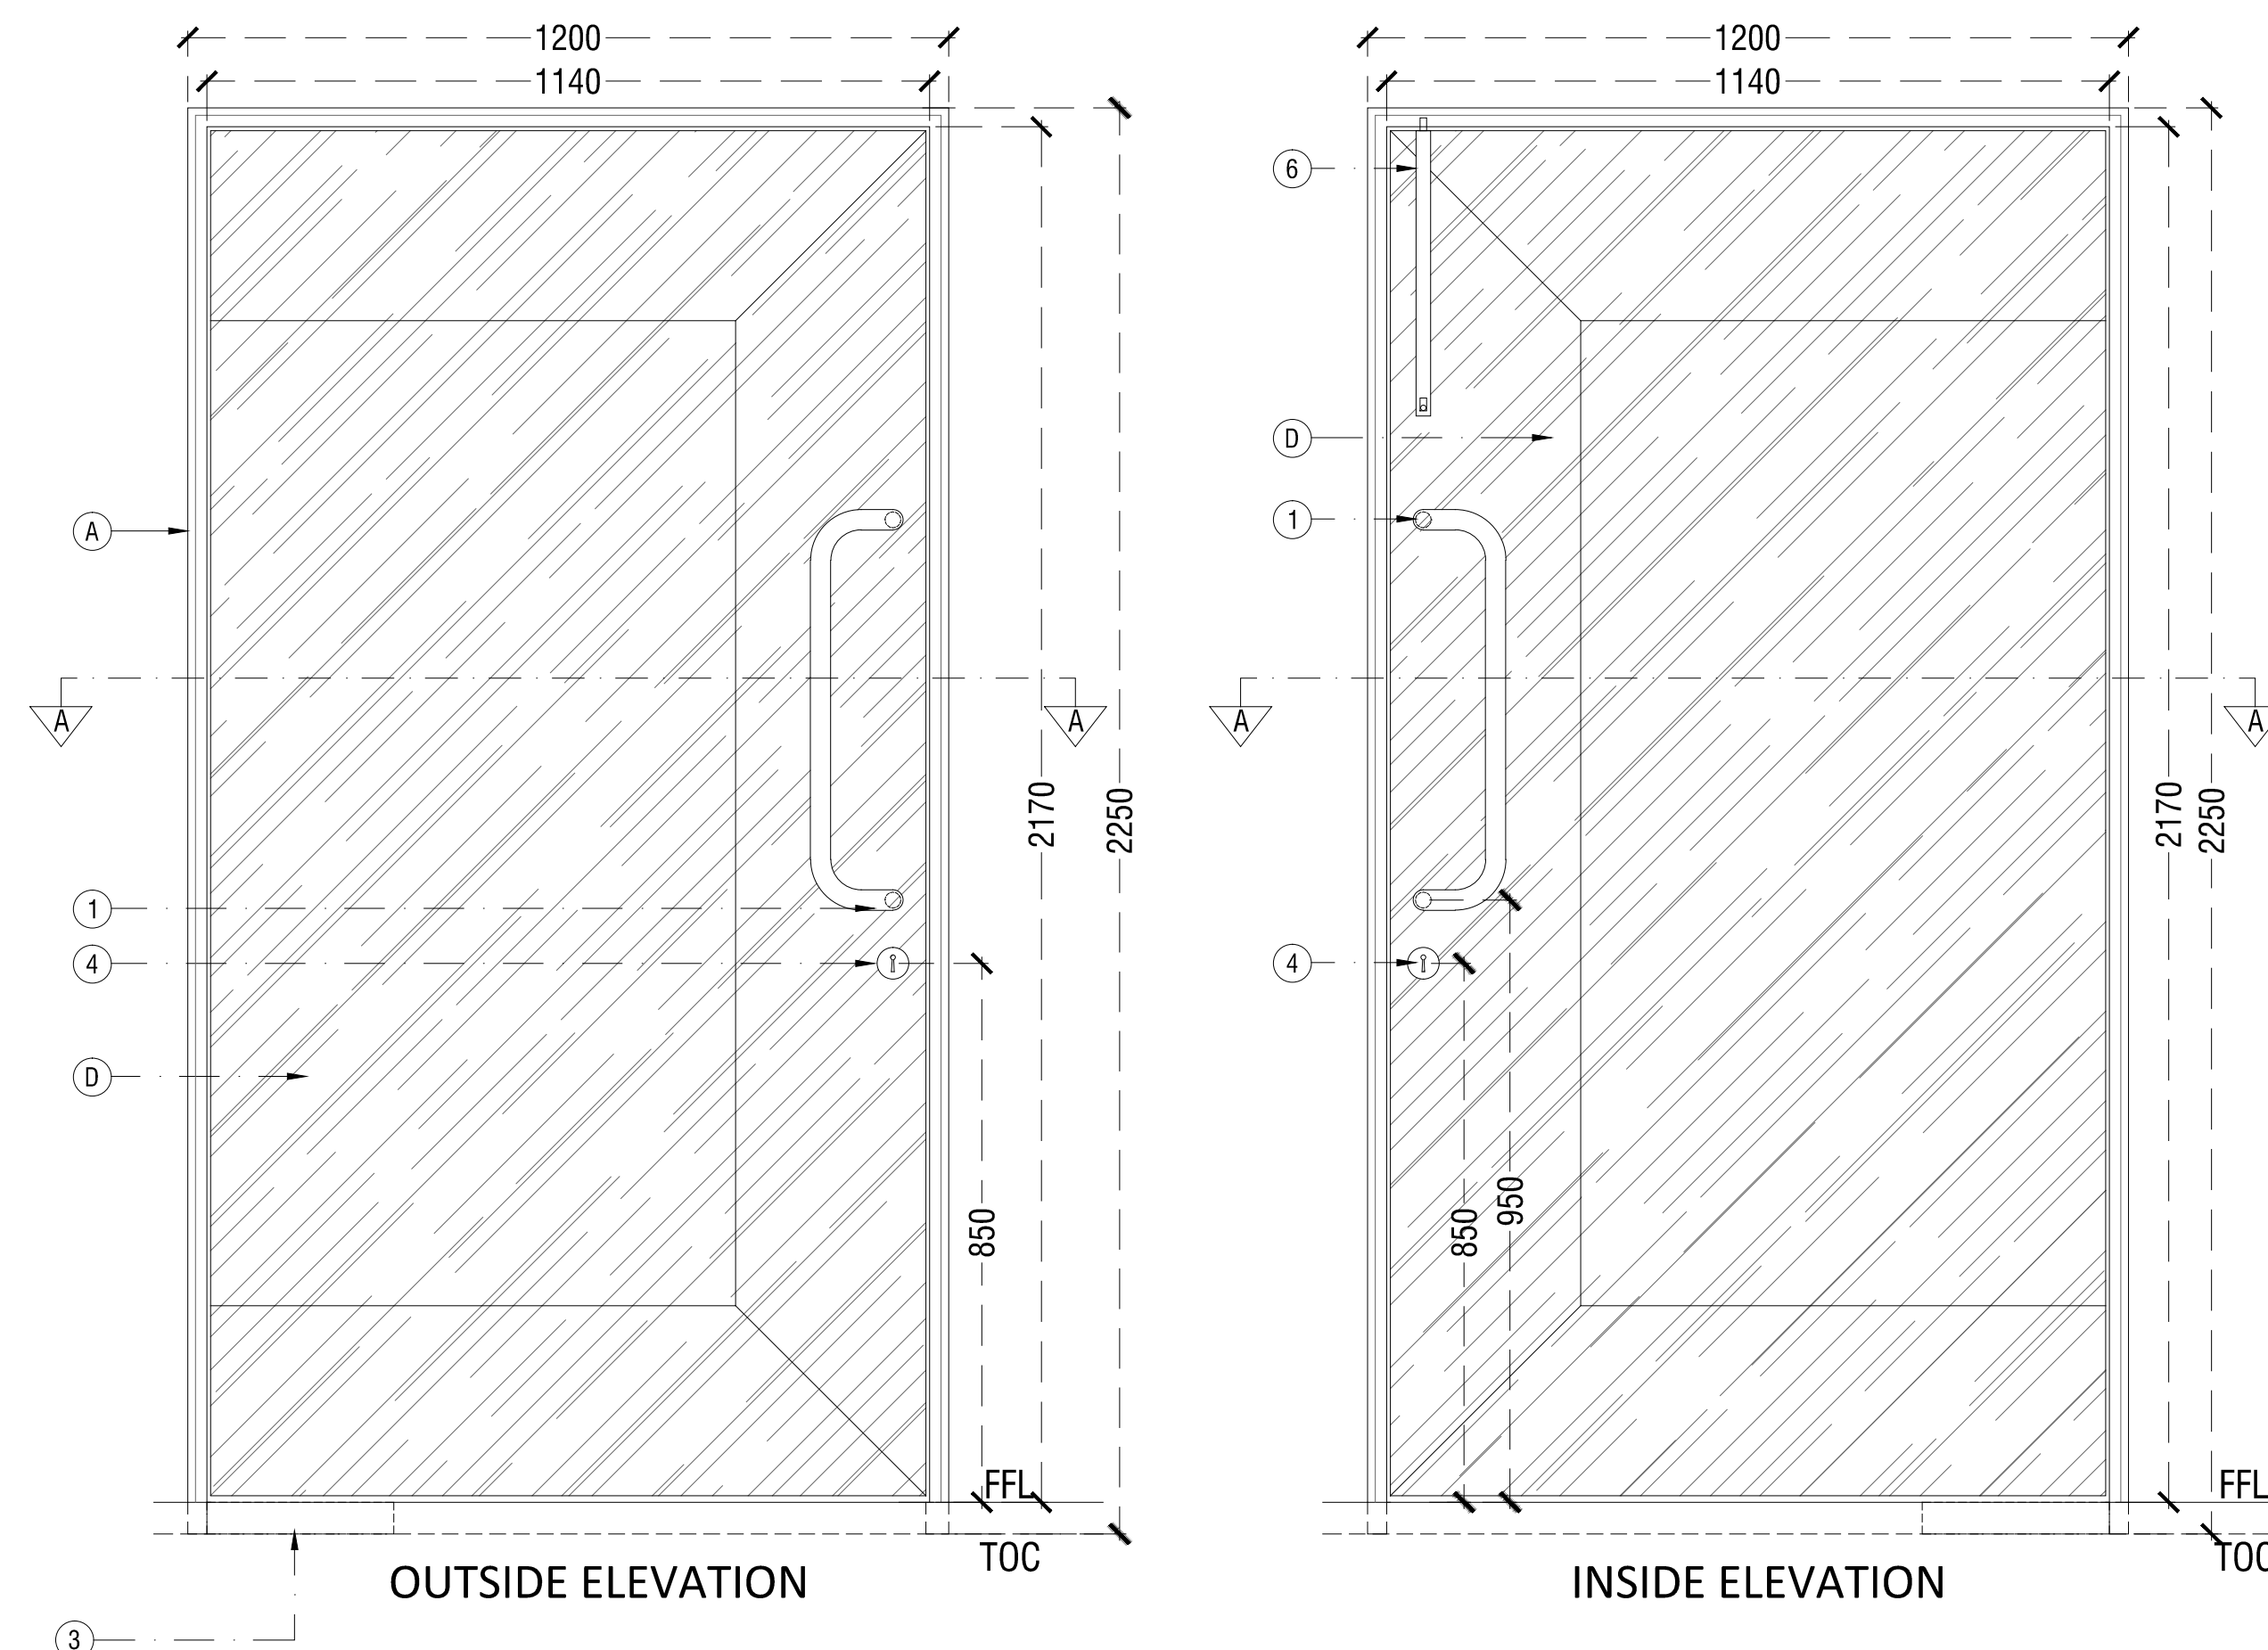 1200
1200
1140
1140
6
D
1
A
A
A
A
A
2170
2250
2170
2250
1
4
4
D
950
850
850
FFL
FFL
TOC
TOC
OUTSIDE ELEVATION
INSIDE ELEVATION
3